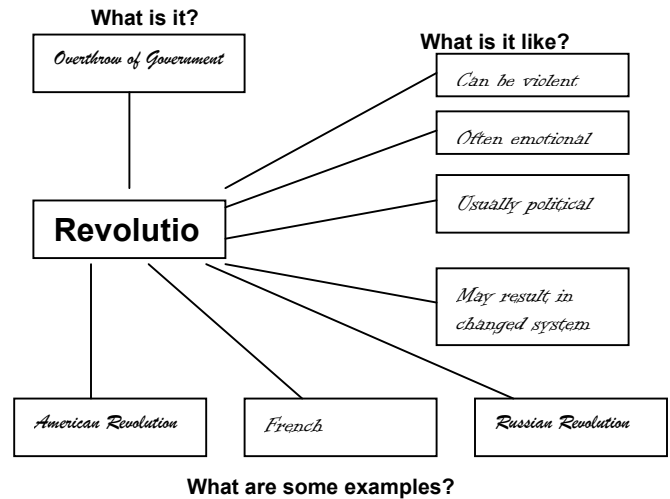 What is it?
Overthrow of Government
What is it like?
Can be violent
Often emotional
Usually political
May result in
changed system
Revolutio
American Revolution
French
Russian Revolution
What are some examples?